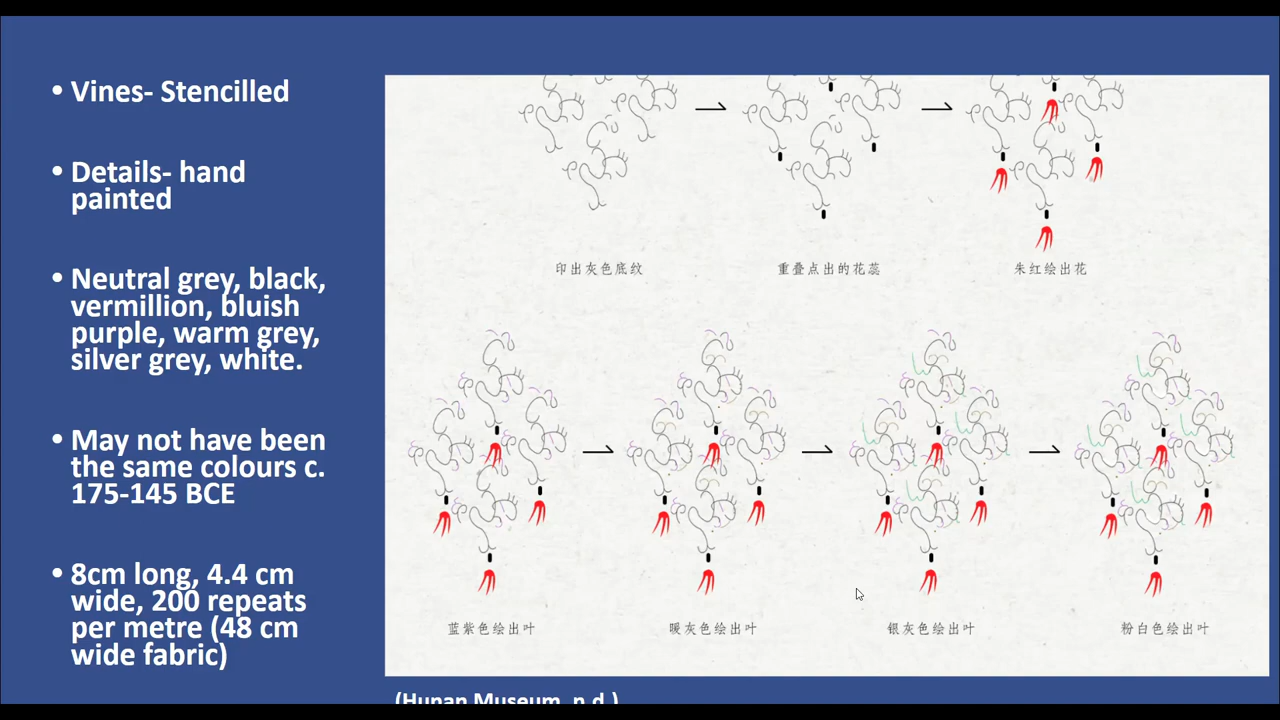 • Vines- Stencilled
• Details- hand
painted
• Neutral grey, black,
vermillion, bluish
purple, warm grey,
silver grey, white.
• May not have been
the same colours c.
175-145 BCE
• 8cm long, 4.4 cm
wide, 200 repeats
per metre (48 cm
wide fabric)
印出灰色底纹
重叠点出的花蕊
朱红绘出花
蓝紫色绘出叶
暖灰色绘出叶
银灰色绘出叶
粉白色绘出叶
(Hunan Museum, n.d.)